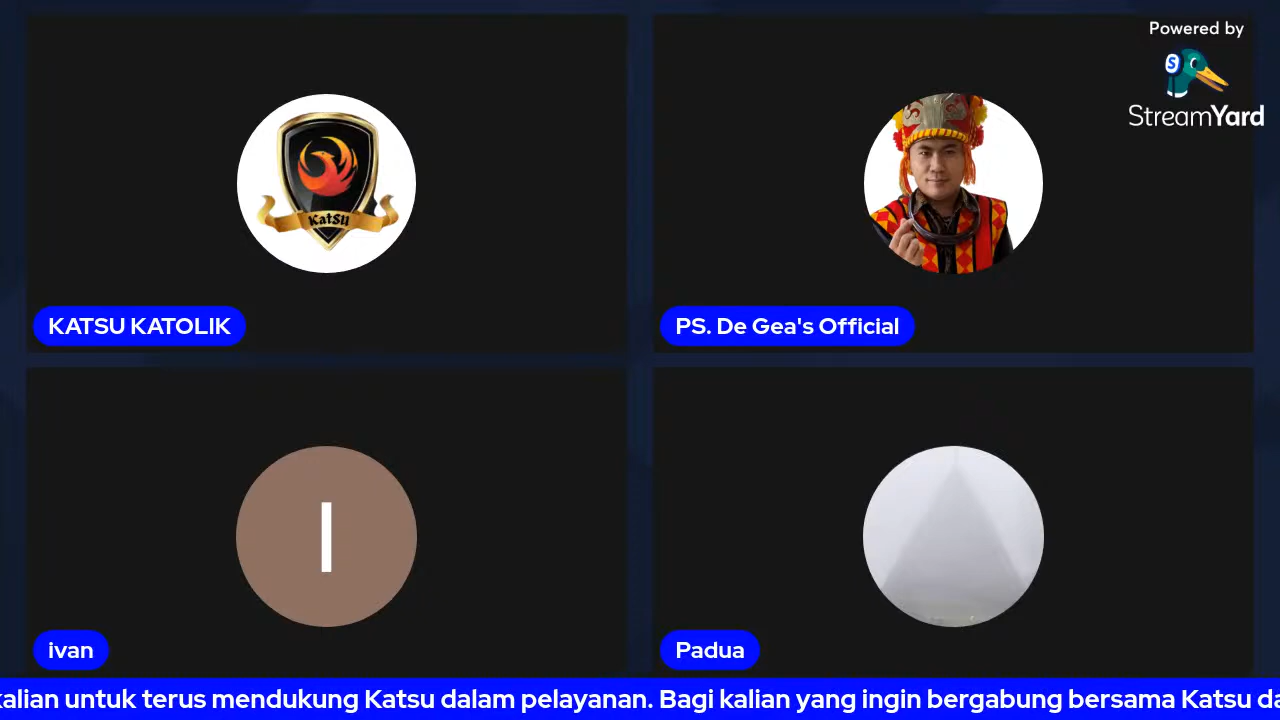 Powered by
S
StreamYard
KatSU
KATSU KATOLIK
PS. De Gea's Official
I
ivan
Padua
kalian untuk terus mendukung Katsu dalam pelayanan. Bagi kalian yang ingin bergabung bersama Katsu da